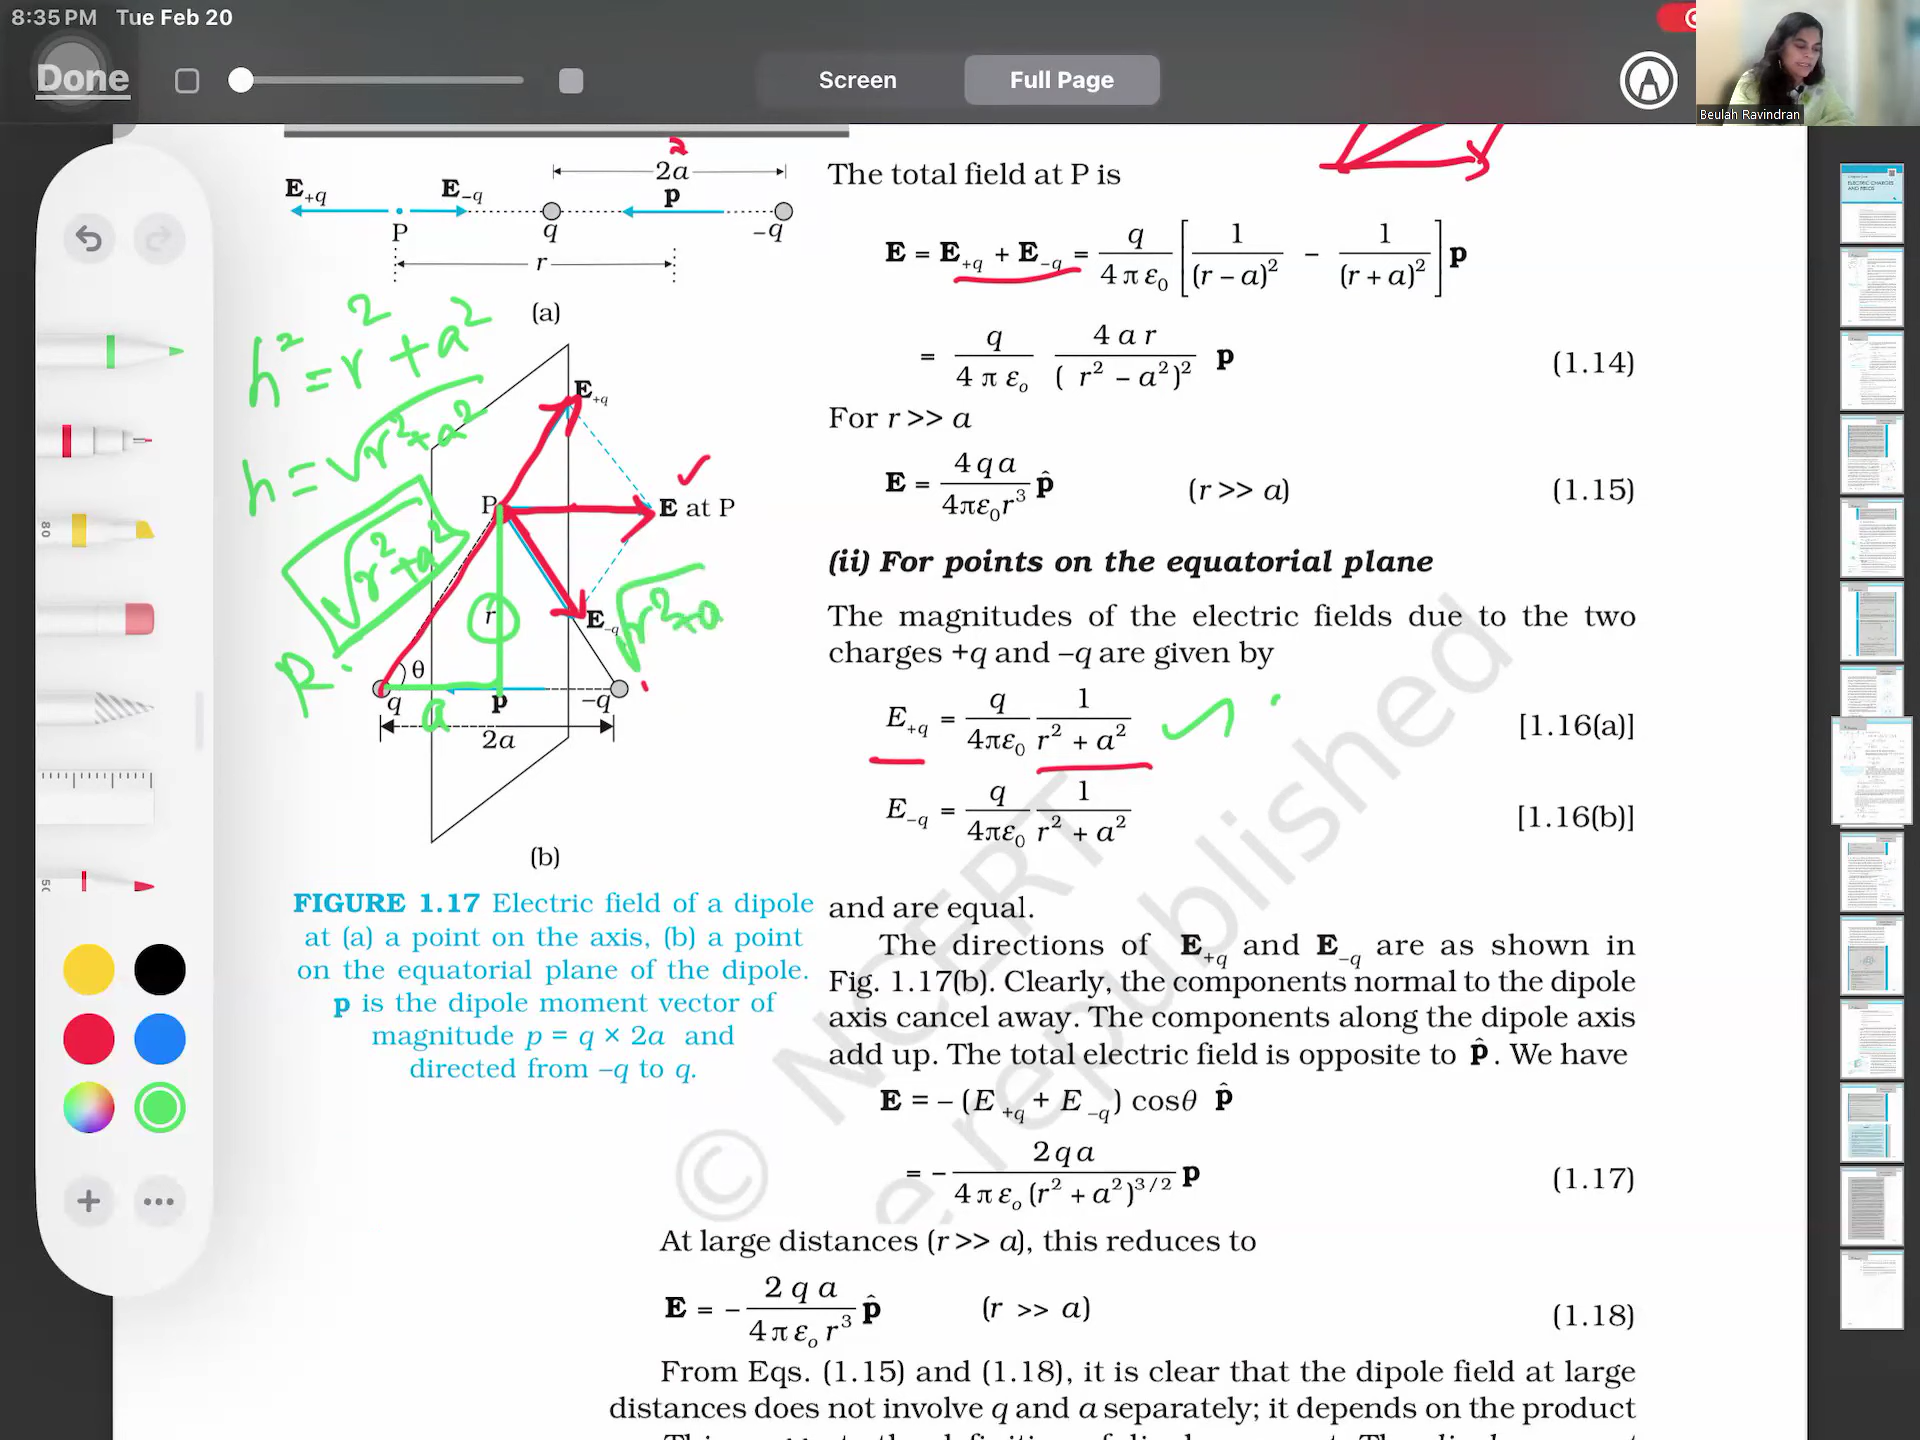 8:35 PM Tue Feb 20
Done
Screen
Full Page
Beulah Ravindran
2
2a
E+q
E−q
p
P
q
−q
r
(a)
h² = r² + a²
h = √r²+a²
E+q
P
E at P
√r²+a²
r
E−q
√r²+a
θ
q
a
p
−q
2a
(b)
FIGURE 1.17 Electric field of a dipole
at (a) a point on the axis, (b) a point
on the equatorial plane of the dipole.
p is the dipole moment vector of
magnitude p = q × 2a and
directed from –q to q.
The total field at P is
E = E+q + E−q = q/4πε0 [1/(r − a)² − 1/(r + a)²] p
= q/4πεo 4ar/(r² − a²)² p (1.14)
For r >> a
E = 4qa/4πε0r³ p̂ (r >> a) (1.15)
(ii) For points on the equatorial plane
The magnitudes of the electric fields due to the two
charges +q and –q are given by
E+q = q/4πε0 1/r² + a² [1.16(a)]
E−q = q/4πε0 1/r² + a² [1.16(b)]
and are equal.
The directions of E+q and E−q are as shown in
Fig. 1.17(b). Clearly, the components normal to the dipole
axis cancel away. The components along the dipole axis
add up. The total electric field is opposite to p̂. We have
E = – (E+q + E−q) cosθ p̂
= − 2qa/4πεo(r² + a²)^3/2 p (1.17)
At large distances (r >> a), this reduces to
E = − 2qa/4πεor³ p̂ (r >> a) (1.18)
From Eqs. (1.15) and (1.18), it is clear that the dipole field at large
distances does not involve q and a separately; it depends on the product
© NCERT
e republished
80